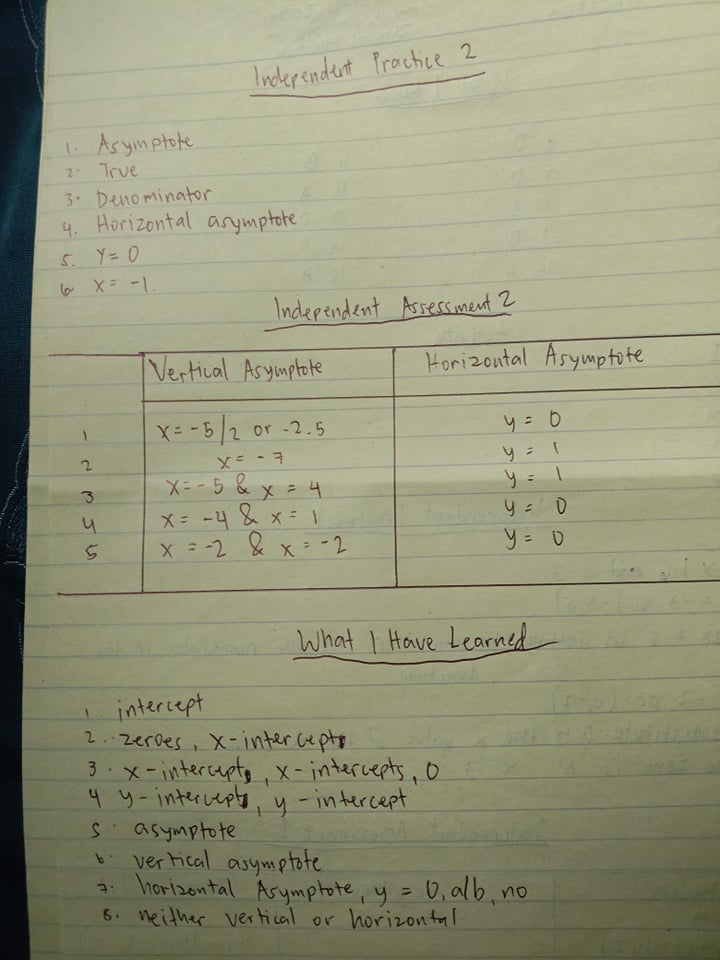 Independent Practice 2
1. Asymptote
2. True
3. Denominator
4. Horizontal asymptote
5. Y = 0
6. X = -1.
Independent Assessment 2
Vertical Asymptote Horizontal Asymptote
1 x = -5/2 or -2.5 y = 0
2 x = -7 y = 1
3 x = -5 & x = 4 y = 1
4 x = -4 & x = 1 y = 0
5 x = -2 & x = -2 y = 0
What I Have Learned
1. intercept
2. zeroes, x-intercepts
3. x-intercepts, x-intercepts, 0
4 y-intercepts, y-intercept
5. asymptote
6. vertical asymptote
7. horizontal Asymptote, y = 0, a/b, no
8. neither vertical or horizontal